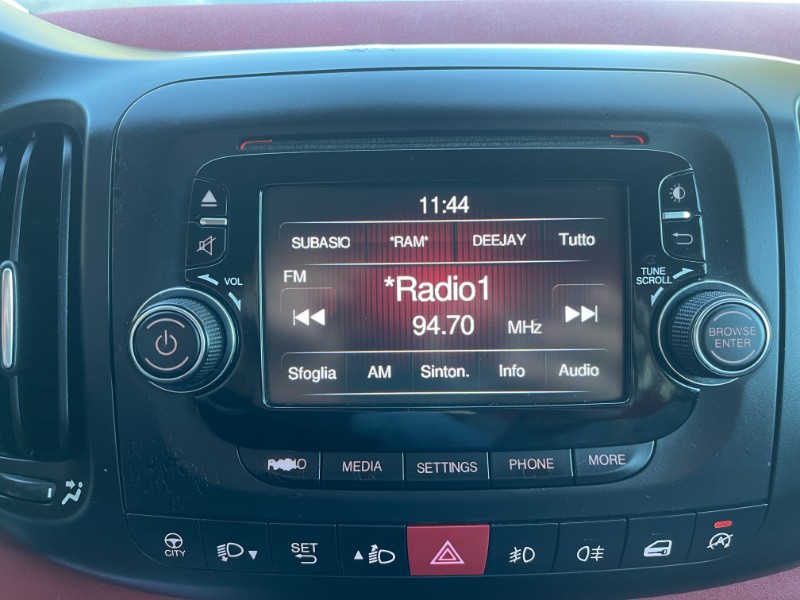 11:44
SUBASIO *RAM* DEEJAY Tutto
VOL
TUNE
SCROLL
FM
*Radio1
94.70 MHz
BROWSE
ENTER
Sfoglia AM Sinton. Info Audio
MEDIA SETTINGS PHONE MORE
CITY SET